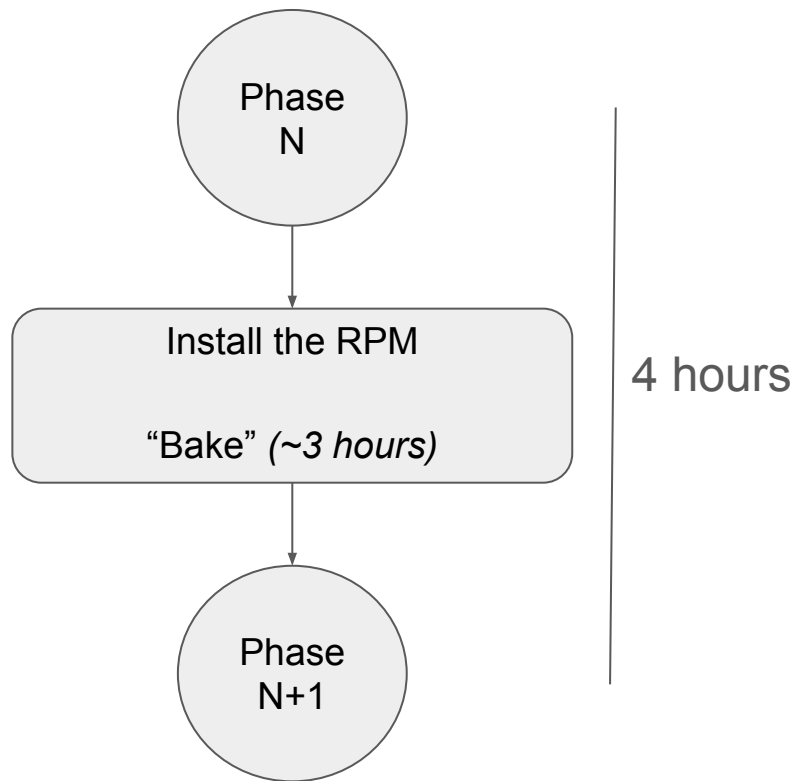 Phase
N
Install the RPM
“Bake” (~3 hours)
4 hours
Phase
N+1